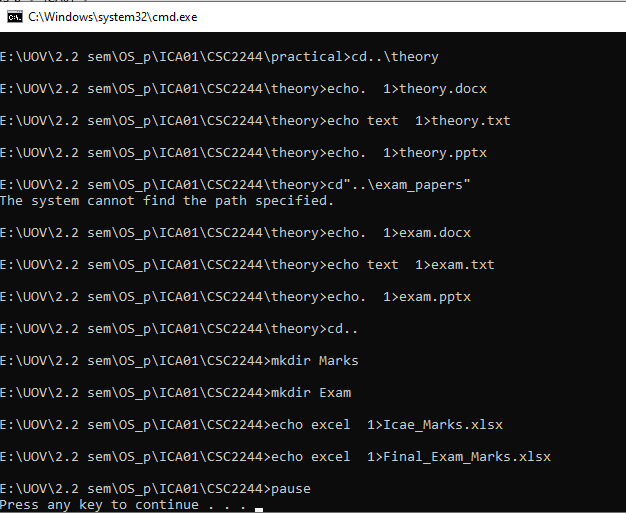 C:\Windows\system32\cmd.exe
E:\UOV\2.2 sem\OS_p\ICA01\CSC2244\practical>cd..\theory
E:\UOV\2.2 sem\OS_p\ICA01\CSC2244\theory>echo.  1>theory.docx
E:\UOV\2.2 sem\OS_p\ICA01\CSC2244\theory>echo text  1>theory.txt
E:\UOV\2.2 sem\OS_p\ICA01\CSC2244\theory>echo.  1>theory.pptx
E:\UOV\2.2 sem\OS_p\ICA01\CSC2244\theory>cd"..\exam_papers"
The system cannot find the path specified.
E:\UOV\2.2 sem\OS_p\ICA01\CSC2244\theory>echo.  1>exam.docx
E:\UOV\2.2 sem\OS_p\ICA01\CSC2244\theory>echo text  1>exam.txt
E:\UOV\2.2 sem\OS_p\ICA01\CSC2244\theory>echo.  1>exam.pptx
E:\UOV\2.2 sem\OS_p\ICA01\CSC2244\theory>cd..
E:\UOV\2.2 sem\OS_p\ICA01\CSC2244>mkdir Marks
E:\UOV\2.2 sem\OS_p\ICA01\CSC2244>mkdir Exam
E:\UOV\2.2 sem\OS_p\ICA01\CSC2244>echo excel  1>Icae_Marks.xlsx
E:\UOV\2.2 sem\OS_p\ICA01\CSC2244>echo excel  1>Final_Exam_Marks.xlsx
E:\UOV\2.2 sem\OS_p\ICA01\CSC2244>pause
Press any key to continue . . .